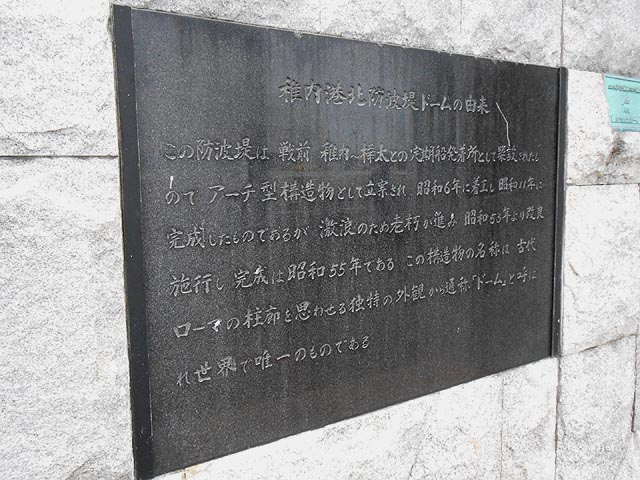 稚内港北防波堤ドームの由来
この防波堤は 戦前 稚内〜樺太との定期船発着所として築設されたも
ので アーチ型構造物として立案され 昭和6年に着工し 昭和11年に
完成したものであるが 激浪のため老朽が進み 昭和53年より改良
施行し 完成は昭和55年である この構造物の名称は 古代
ローマの柱廊を思わせる独特の外観から通称「ドーム」と呼ば
れ世界で唯一のものである